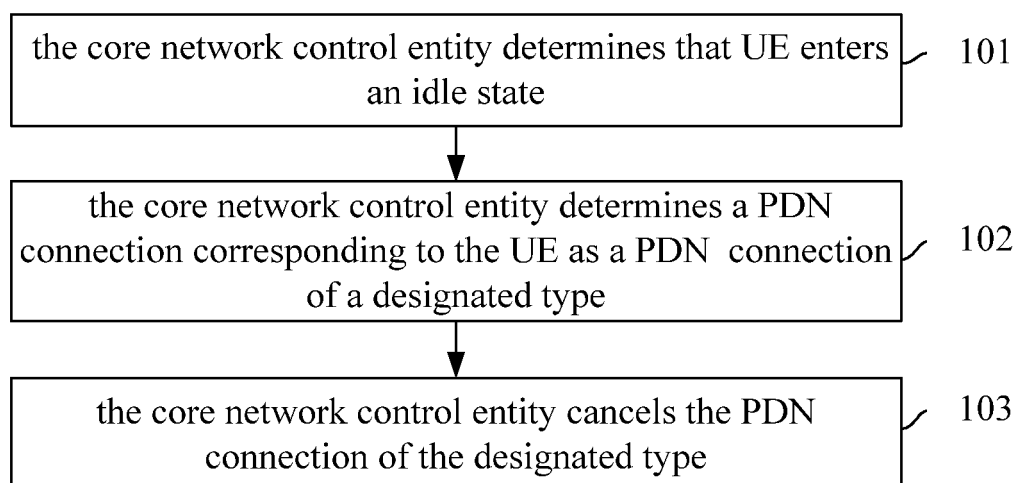 the core network control entity determines that UE enters
an idle state
101
the core network control entity determines a PDN
connection corresponding to the UE as a PDN connection
of a designated type
102
the core network control entity cancels the PDN
connection of the designated type
103